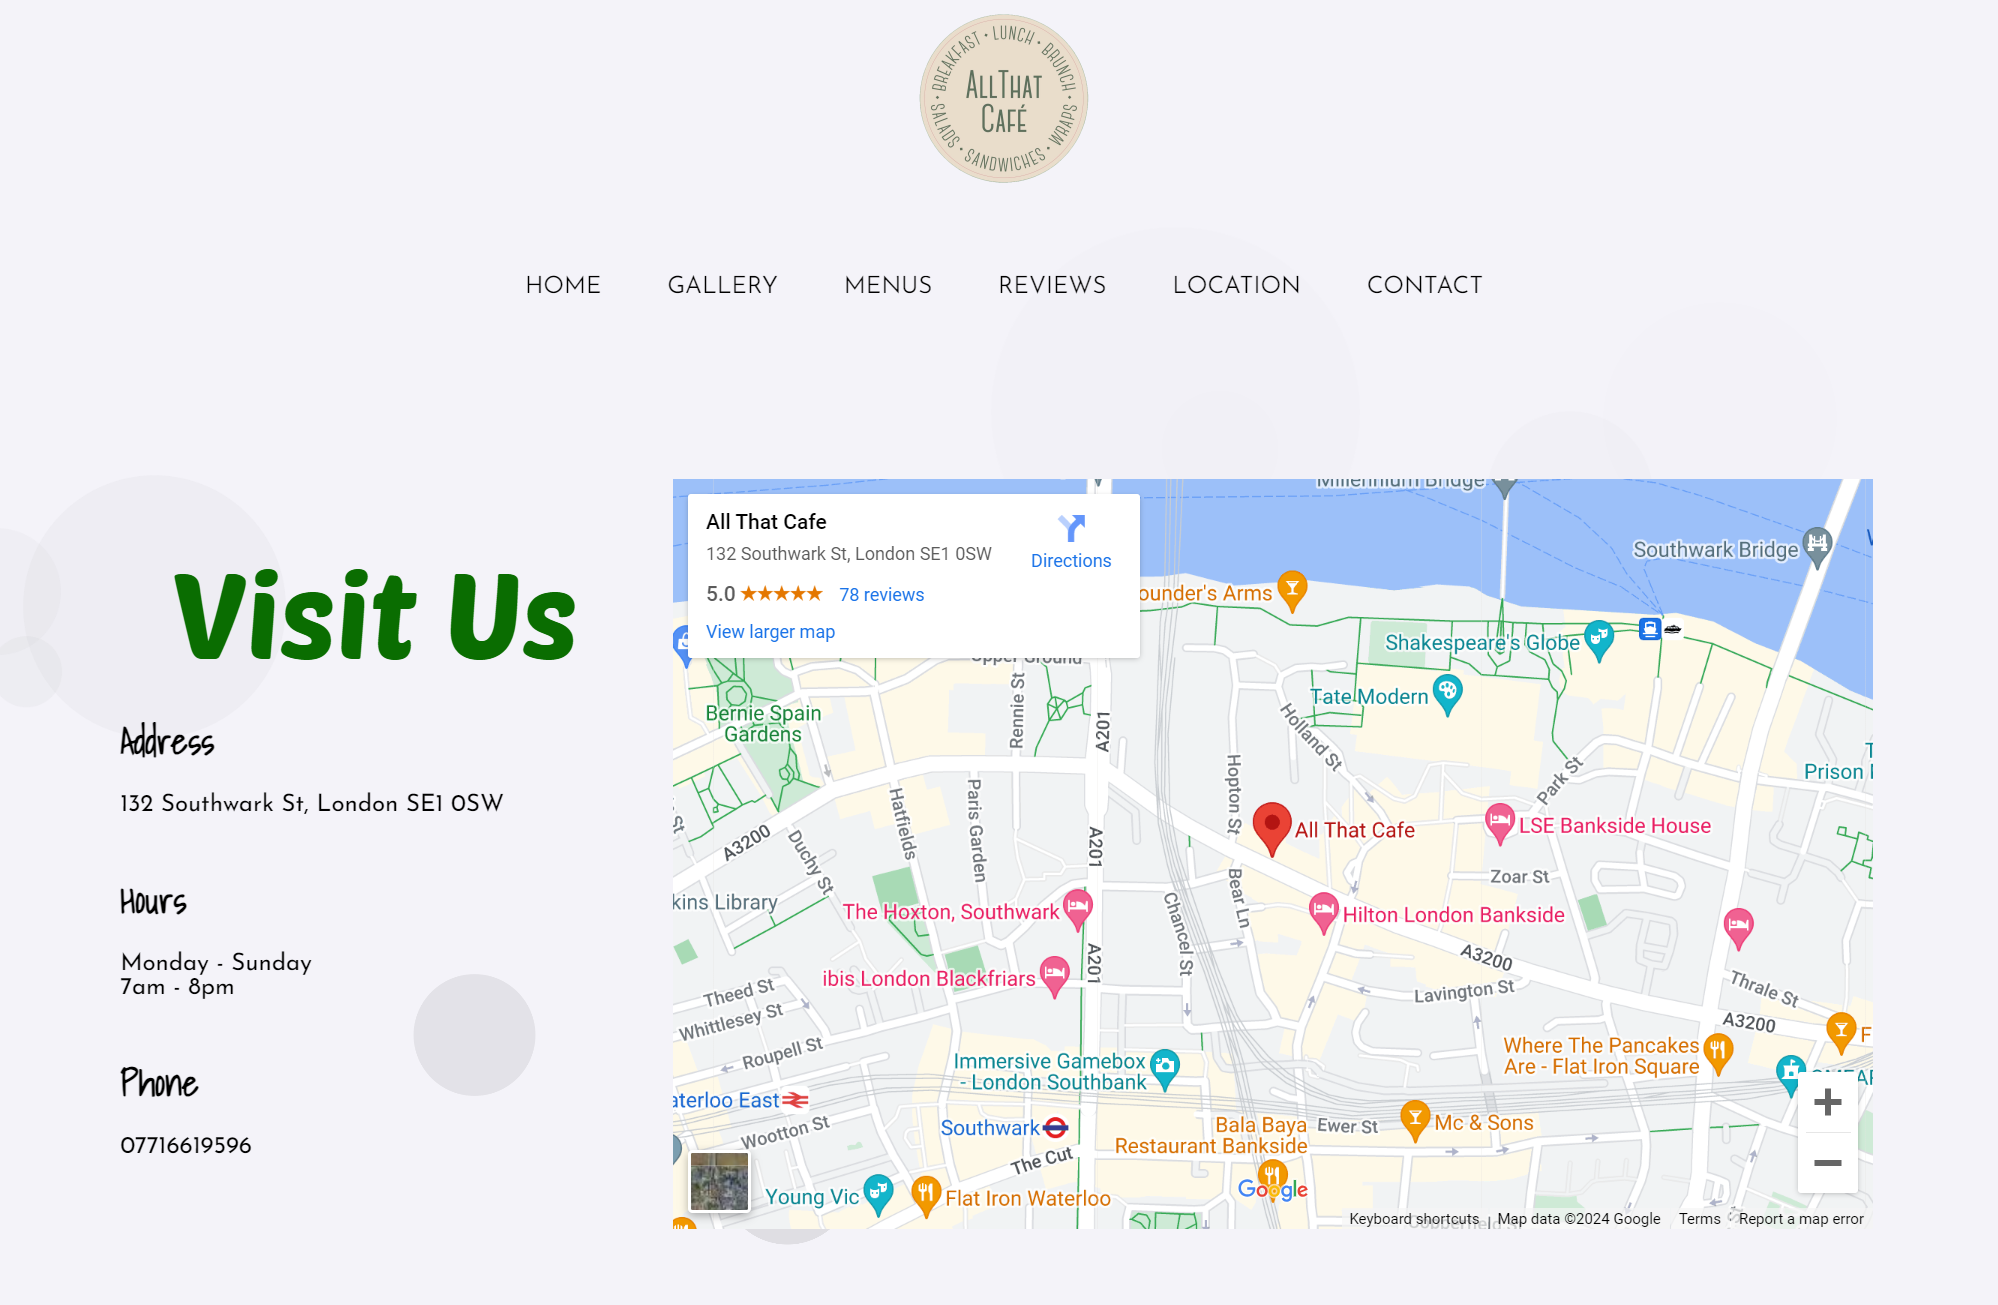 BREAKFAST • LUNCH • BRUNCH • WRAPS • SANDWICHES • SALADS •
ALLTHAT
CAFÉ
HOME GALLERY MENUS REVIEWS LOCATION CONTACT
Visit Us
Address
132 Southwark St, London SE1 0SW
Hours
Monday - Sunday
7am - 8pm
Phone
07716619596
All That Cafe
132 Southwark St, London SE1 0SW
Directions
5.0
78 reviews
View larger map
Millennium Bridge
Southwark Bridge
ounder's Arms
Shakespeare's Globe
Upper Ground
Tate Modern
Bernie Spain
Gardens
Rennie St
A201
Holland St
Hopton St
Park St
Prison
Paris Garden
Hatfields
St
A3200
Duchy St
A201
All That Cafe
LSE Bankside House
Zoar St
kins Library
Bear Ln
The Hoxton, Southwark
Chancel St
Hilton London Bankside
A201
A3200
ibis London Blackfriars
Theed St
Lavington St
Thrale St
Whittlesey St
A3200
Roupell St
Where The Pancakes
Are - Flat Iron Square
F
Immersive Gamebox
- London Southbank
aterloo East
Southwark
Wootton St
The Cut
Bala Baya
Restaurant Bankside
Ewer St
Mc & Sons
Young Vic
Flat Iron Waterloo
Google
Copperfield St
Keyboard shortcuts Map data ©2024 Google Terms Report a map error